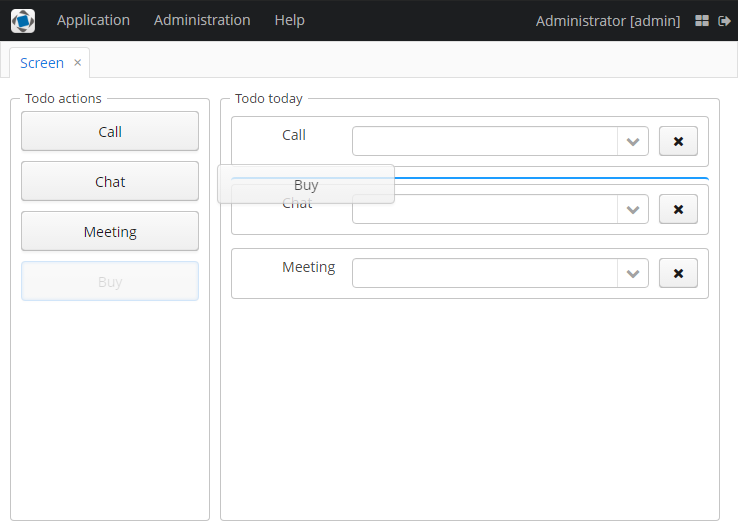 Application Administration Help Administrator [admin]
Screen ×
Todo actions
Call
Chat
Meeting
Buy
Todo today
Call
Buy
Chat
Meeting